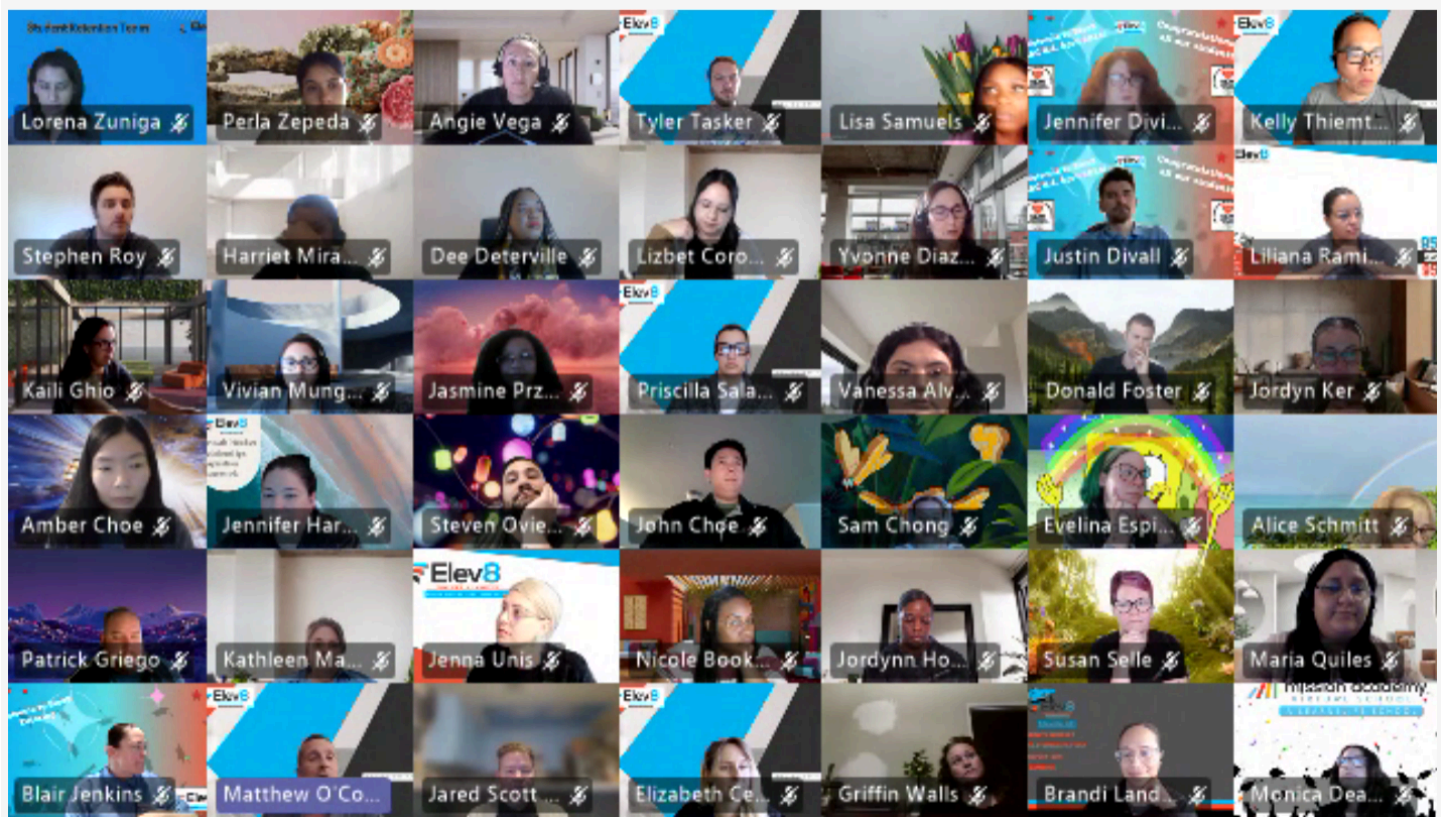 Student Retention Team
Elev8
Elev8
Lorena Zuniga
Perla Zepeda
Angie Vega
Tyler Tasker
Lisa Samuels
Jennifer Divi...
Kelly Thiemt...
Elev8
Stephen Roy
Harriet Mira...
Dee Deterville
Lizbet Coro...
Yvonne Diaz...
Justin Divall
Liliana Rami...
Elev8
Kaili Ghio
Vivian Mung...
Jasmine Prz...
Priscilla Sala...
Vanessa Alv...
Donald Foster
Jordyn Ker
Elev8
Amber Choe
Jennifer Har...
Steven Ovie...
John Choe
Sam Chong
Evelina Espi...
Alice Schmitt
Elev8
Patrick Griego
Kathleen Ma...
Jenna Unis
Nicole Book...
Jordynn Ho...
Susan Selle
Maria Quiles
Elev8
Elev8
mission academy
Blair Jenkins
Matthew O'Co...
Jared Scott ...
Elizabeth Ce...
Griffin Walls
Brandi Land...
Monica Dea...